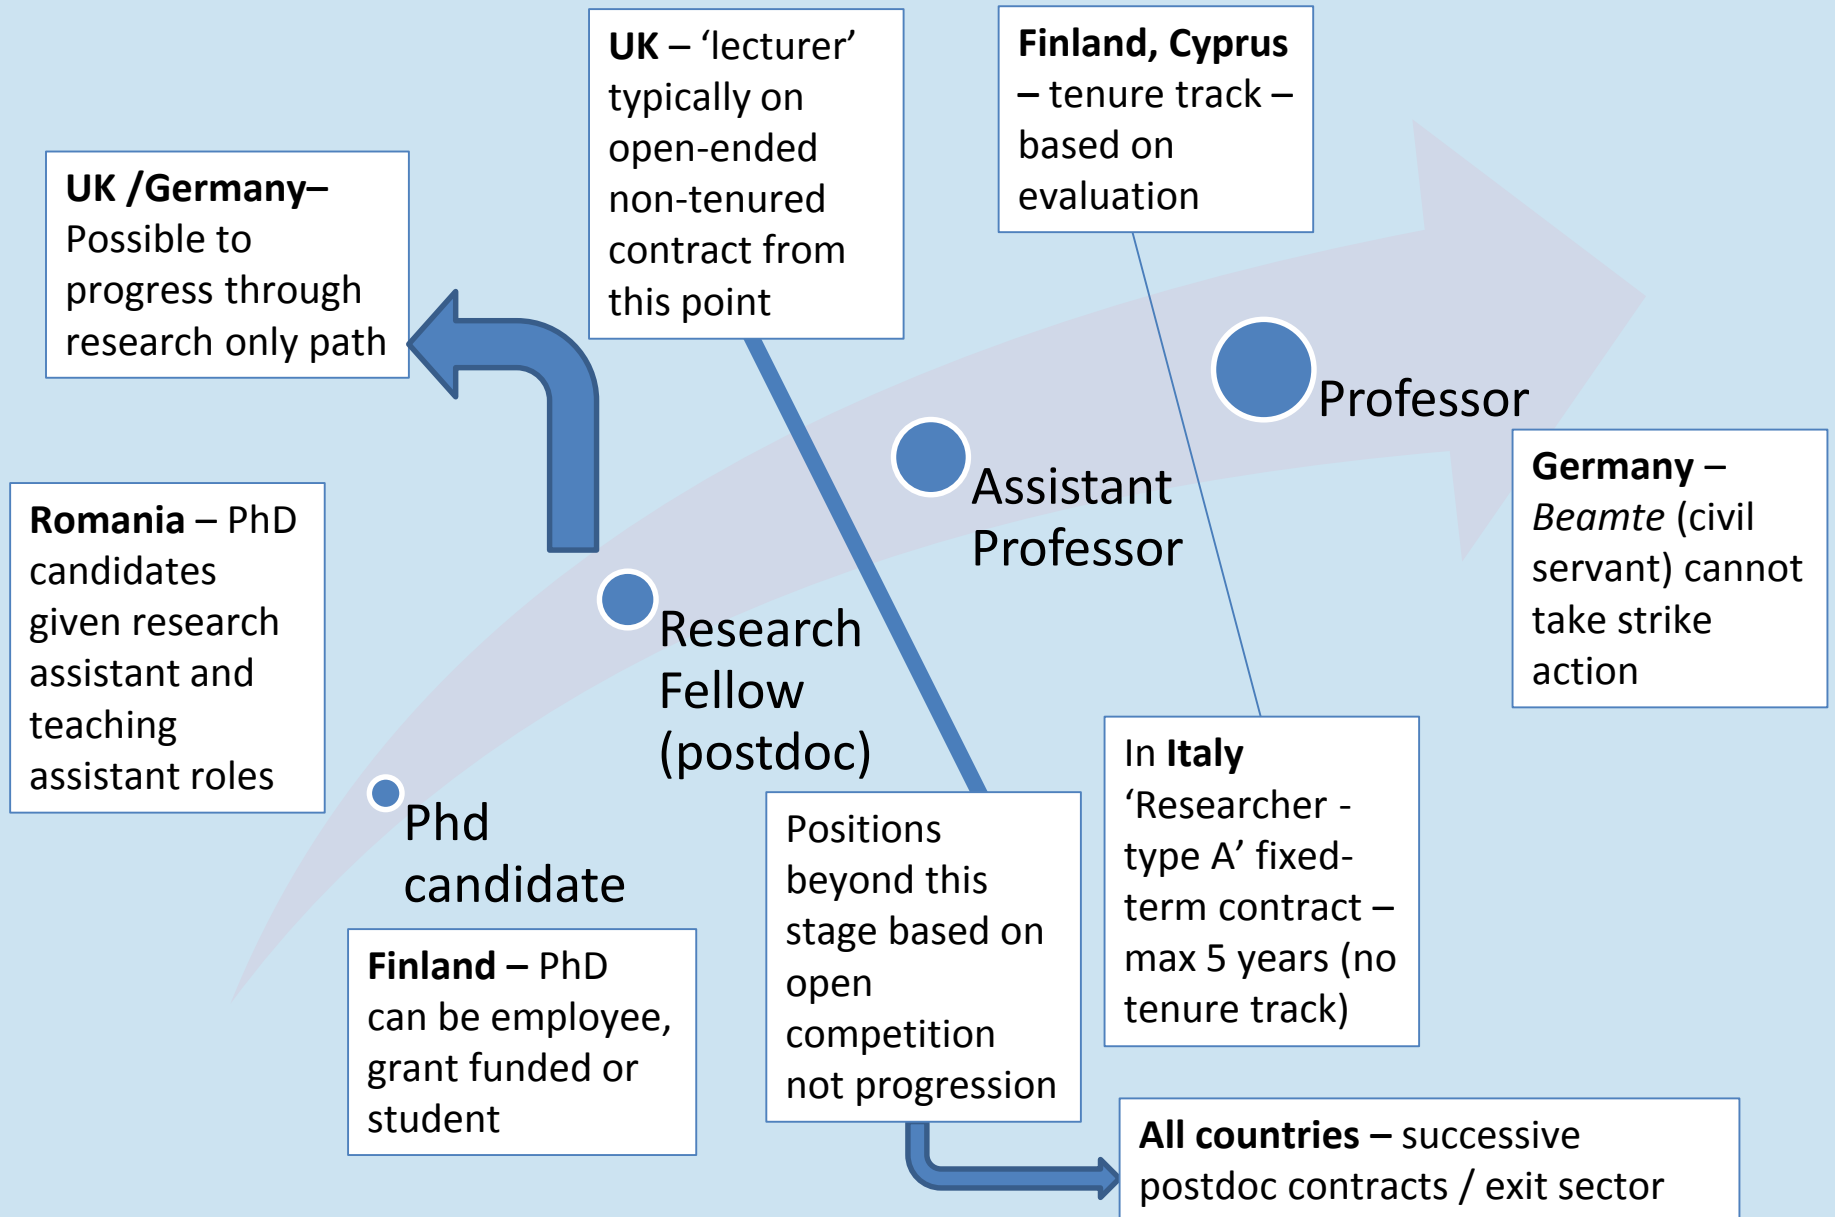 UK – ‘lecturer’
typically on
open-ended
non-tenured
contract from
this point
Finland, Cyprus
– tenure track –
based on
evaluation
UK /Germany–
Possible to
progress through
research only path
Professor
Germany –
Beamte (civil
servant) cannot
take strike
action
Assistant
Professor
Romania – PhD
candidates
given research
assistant and
teaching
assistant roles
Research
Fellow
(postdoc)
Phd
candidate
In Italy
‘Researcher -
type A’ fixed-
term contract –
max 5 years (no
tenure track)
Positions
beyond this
stage based on
open
competition
not progression
Finland – PhD
can be employee,
grant funded or
student
All countries – successive
postdoc contracts / exit sector